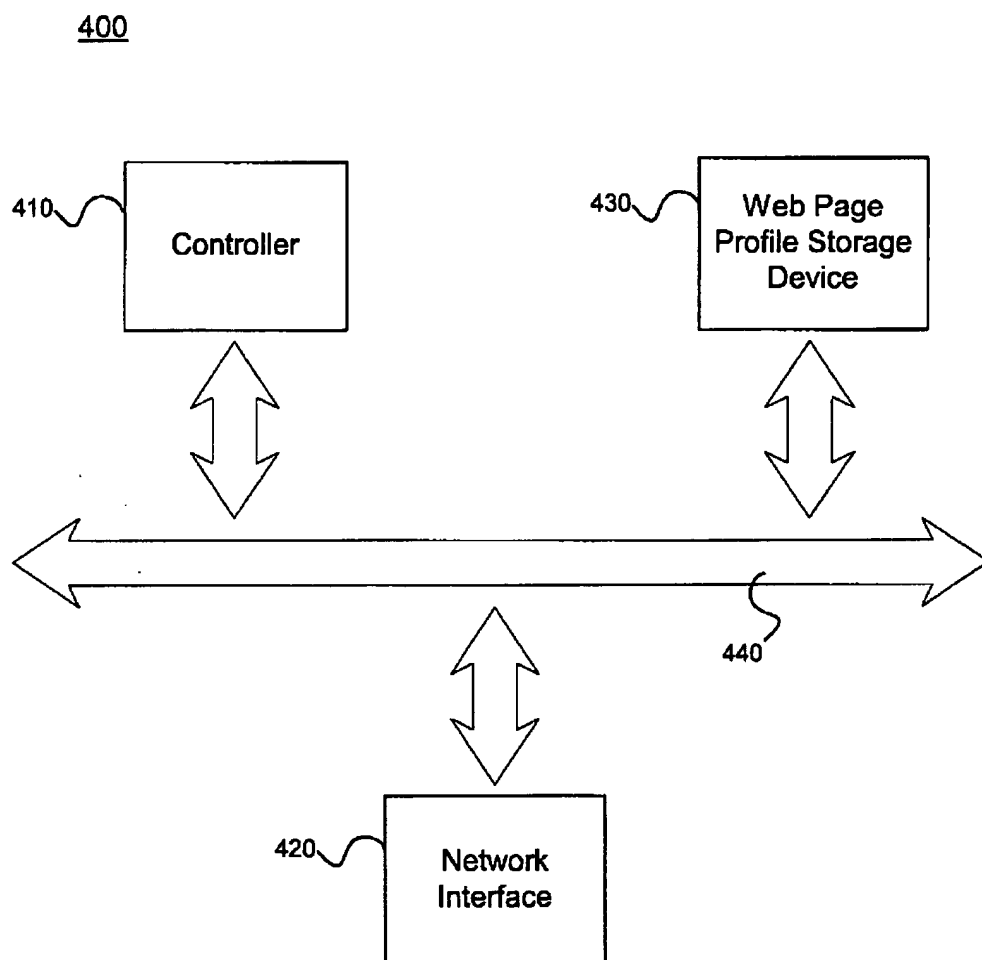 400
410
Controller
430
Web Page
Profile Storage
Device
440
420
Network
Interface